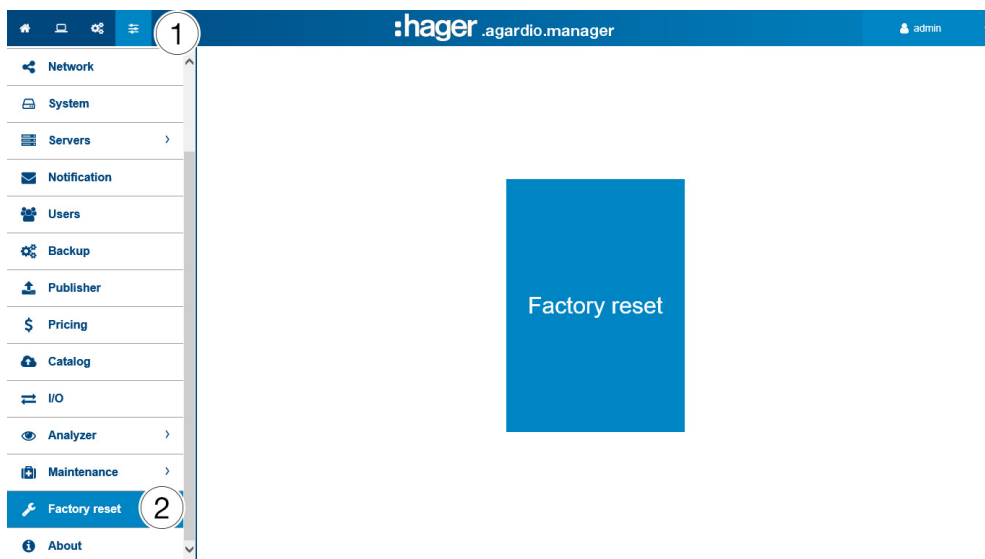 1
:hager .agardio.manager
admin
Network
System
Servers
Notification
Users
Backup
Publisher
$ Pricing
Catalog
I/O
Analyzer
Maintenance
Factory reset 2
About
Factory reset